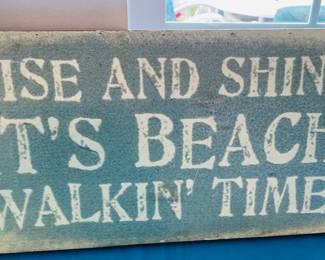 ISE AND SHIN
T'S BEACH
WALKIN' TIME